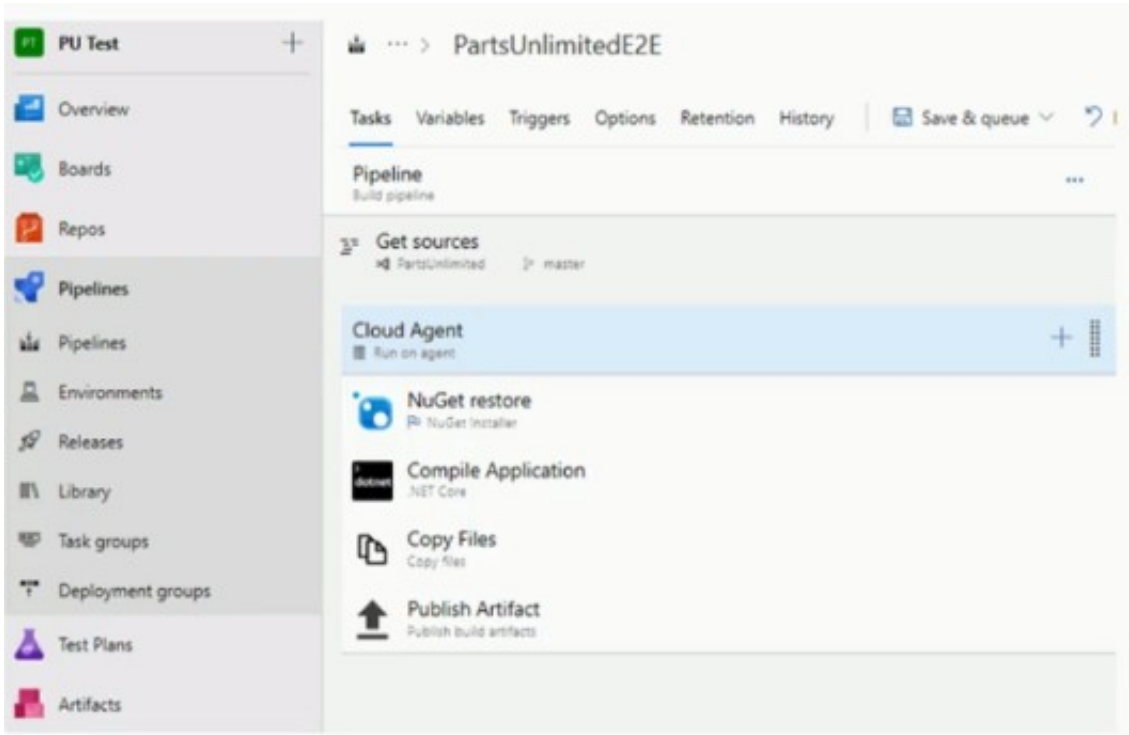 PT
PU Test
Overview
Boards
Repos
Pipelines
Pipelines
Environments
Releases
Library
Task groups
Deployment groups
Test Plans
Artifacts
... > PartsUnlimitedE2E
Tasks Variables Triggers Options Retention History Save & queue
Pipeline
Build pipeline
Get sources
PartsUnlimited master
Cloud Agent
Run on agent
NuGet restore
NuGet Installer
dotnet
Compile Application
.NET Core
Copy Files
Copy files
Publish Artifact
Publish build artifacts